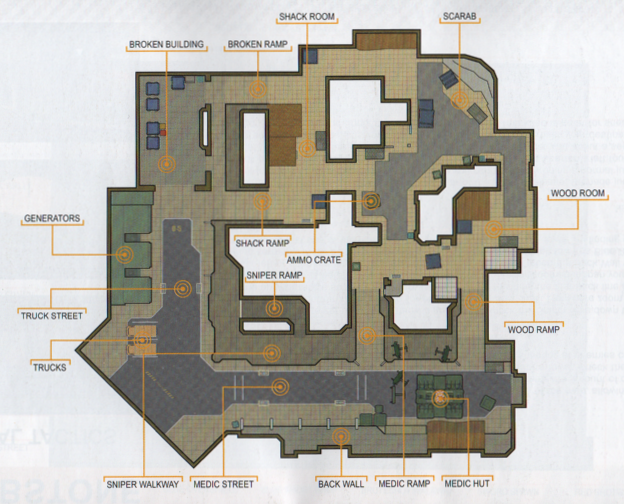 SHACK ROOM
SCARAB
BROKEN BUILDING
BROKEN RAMP
WOOD ROOM
GENERATORS
SHACK RAMP
AMMO CRATE
SNIPER RAMP
TRUCK STREET
WOOD RAMP
TRUCKS
SNIPER WALKWAY
MEDIC STREET
BACK WALL
MEDIC RAMP
MEDIC HUT